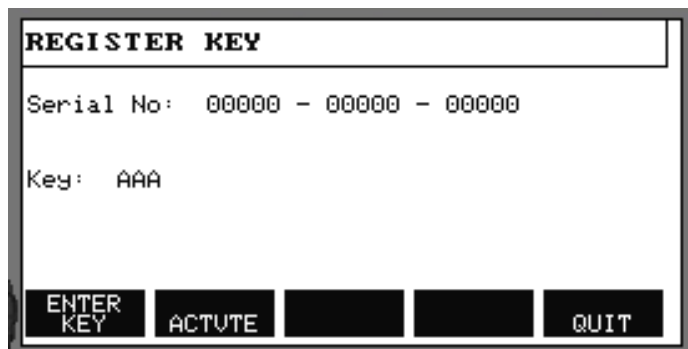 REGISTER KEY
Serial No: 00000 - 00000 - 00000
Key: AAA
ENTER
KEY
ACTVTE
QUIT